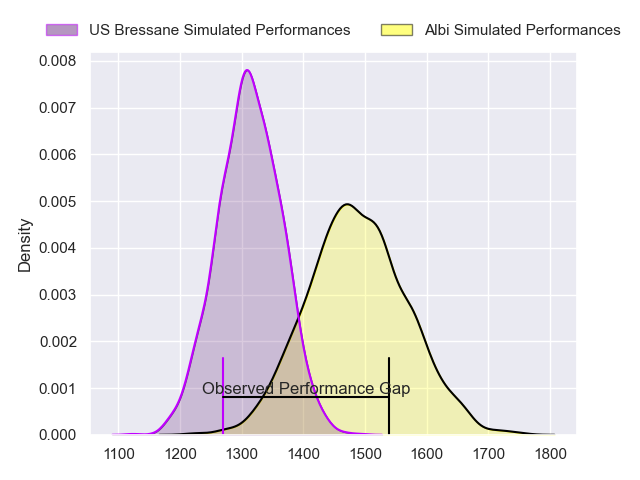 US Bressane Simulated Performances Albi Simulated Performances
0.008
0.007
0.006
0.005
0.004
0.003
0.002
0.001
0.000
Density
Observed Performance Gap
1100 1200 1300 1400 1500 1600 1700 1800